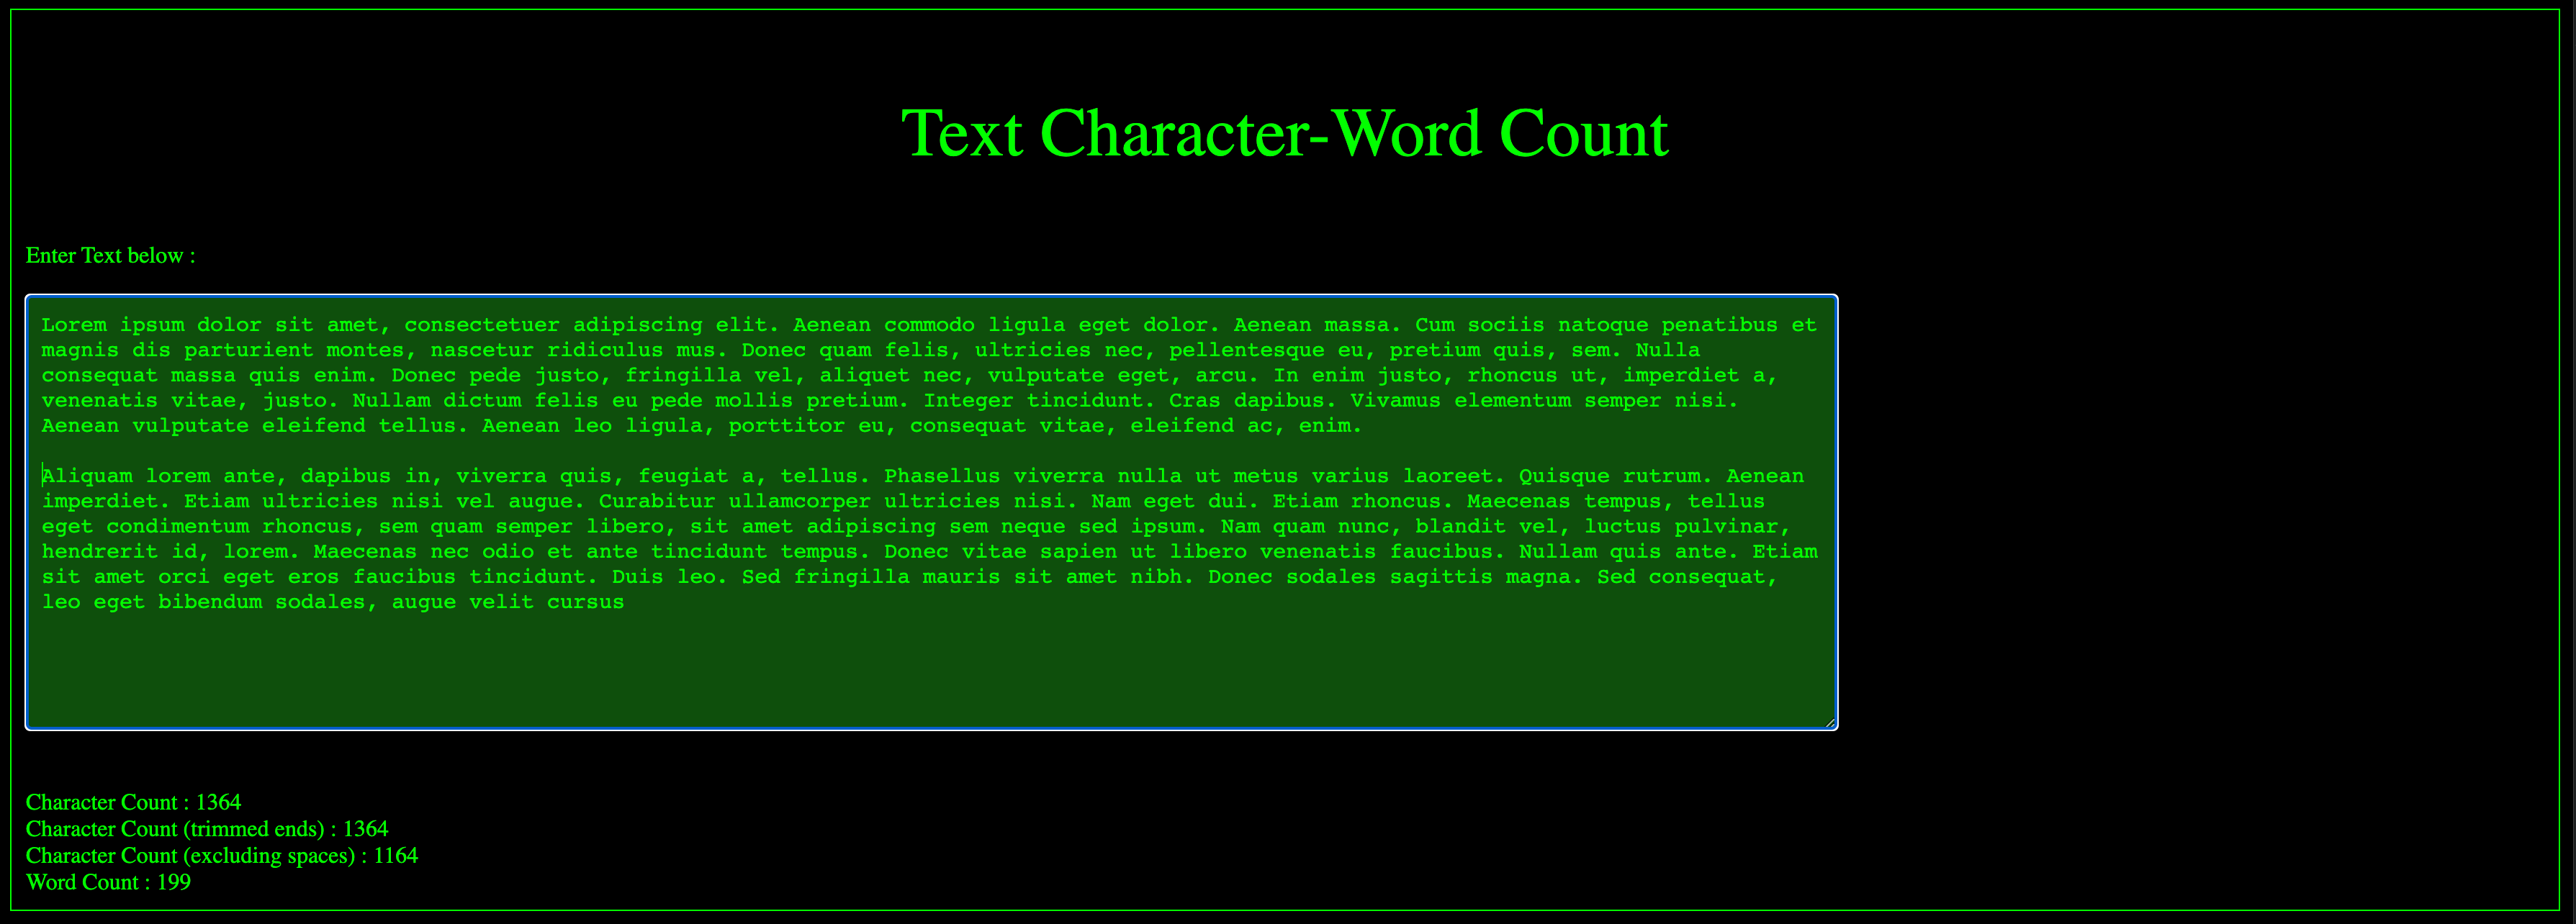 Text Character-Word Count
Enter Text below :
Lorem ipsum dolor sit amet, consectetuer adipiscing elit. Aenean commodo ligula eget dolor. Aenean massa. Cum sociis natoque penatibus et
magnis dis parturient montes, nascetur ridiculus mus. Donec quam felis, ultricies nec, pellentesque eu, pretium quis, sem. Nulla
consequat massa quis enim. Donec pede justo, fringilla vel, aliquet nec, vulputate eget, arcu. In enim justo, rhoncus ut, imperdiet a,
venenatis vitae, justo. Nullam dictum felis eu pede mollis pretium. Integer tincidunt. Cras dapibus. Vivamus elementum semper nisi.
Aenean vulputate eleifend tellus. Aenean leo ligula, porttitor eu, consequat vitae, eleifend ac, enim.
Aliquam lorem ante, dapibus in, viverra quis, feugiat a, tellus. Phasellus viverra nulla ut metus varius laoreet. Quisque rutrum. Aenean
imperdiet. Etiam ultricies nisi vel augue. Curabitur ullamcorper ultricies nisi. Nam eget dui. Etiam rhoncus. Maecenas tempus, tellus
eget condimentum rhoncus, sem quam semper libero, sit amet adipiscing sem neque sed ipsum. Nam quam nunc, blandit vel, luctus pulvinar,
hendrerit id, lorem. Maecenas nec odio et ante tincidunt tempus. Donec vitae sapien ut libero venenatis faucibus. Nullam quis ante. Etiam
sit amet orci eget eros faucibus tincidunt. Duis leo. Sed fringilla mauris sit amet nibh. Donec sodales sagittis magna. Sed consequat,
leo eget bibendum sodales, augue velit cursus
Character Count : 1364
Character Count (trimmed ends) : 1364
Character Count (excluding spaces) : 1164
Word Count : 199